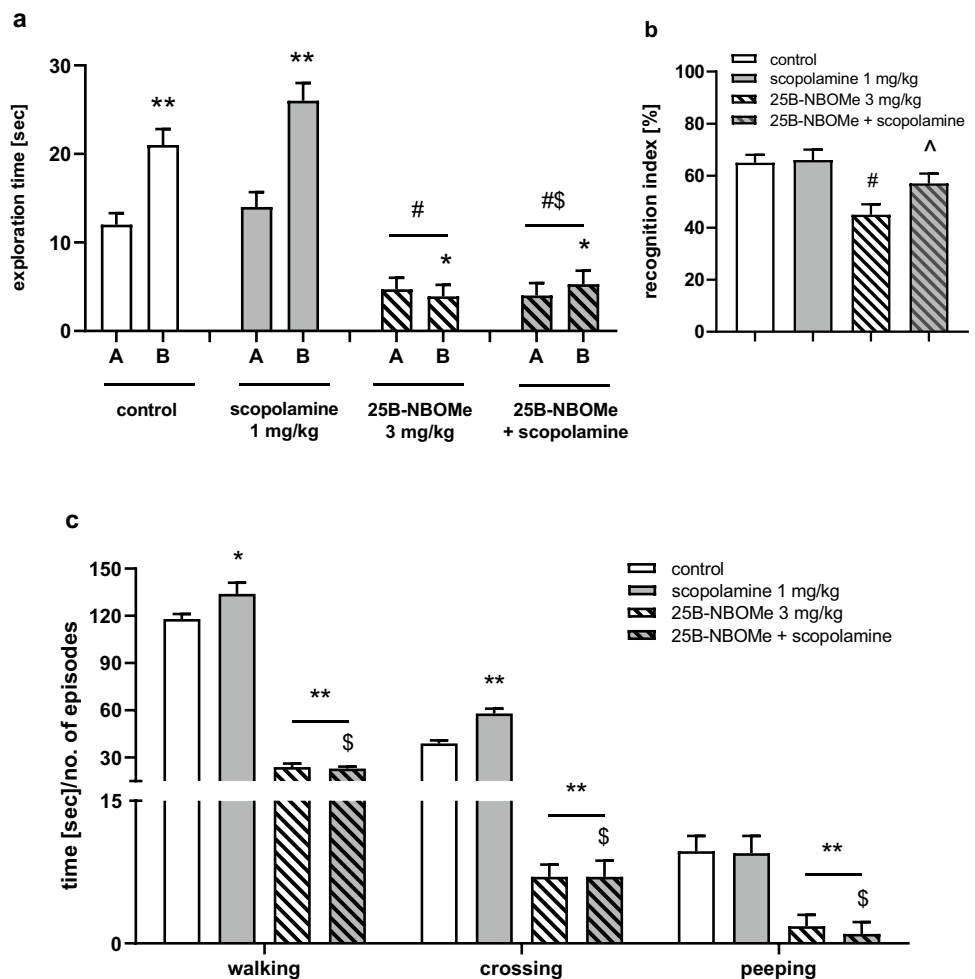 a
exploration time [sec]
30
20
10
0
**
**
#
*
#$
*
A B A B A B A B
control
scopolamine
1 mg/kg
25B-NBOMe
3 mg/kg
25B-NBOMe
+ scopolamine
b
recognition index [%]
100
80
60
40
20
0
control
scopolamine 1 mg/kg
25B-NBOMe 3 mg/kg
25B-NBOMe + scopolamine
#
^
c
time [sec]/no. of episodes
150
120
90
60
30
15
0
control
scopolamine 1 mg/kg
25B-NBOMe 3 mg/kg
25B-NBOMe + scopolamine
*
**
$
**
**
$
**
$
walking crossing peeping